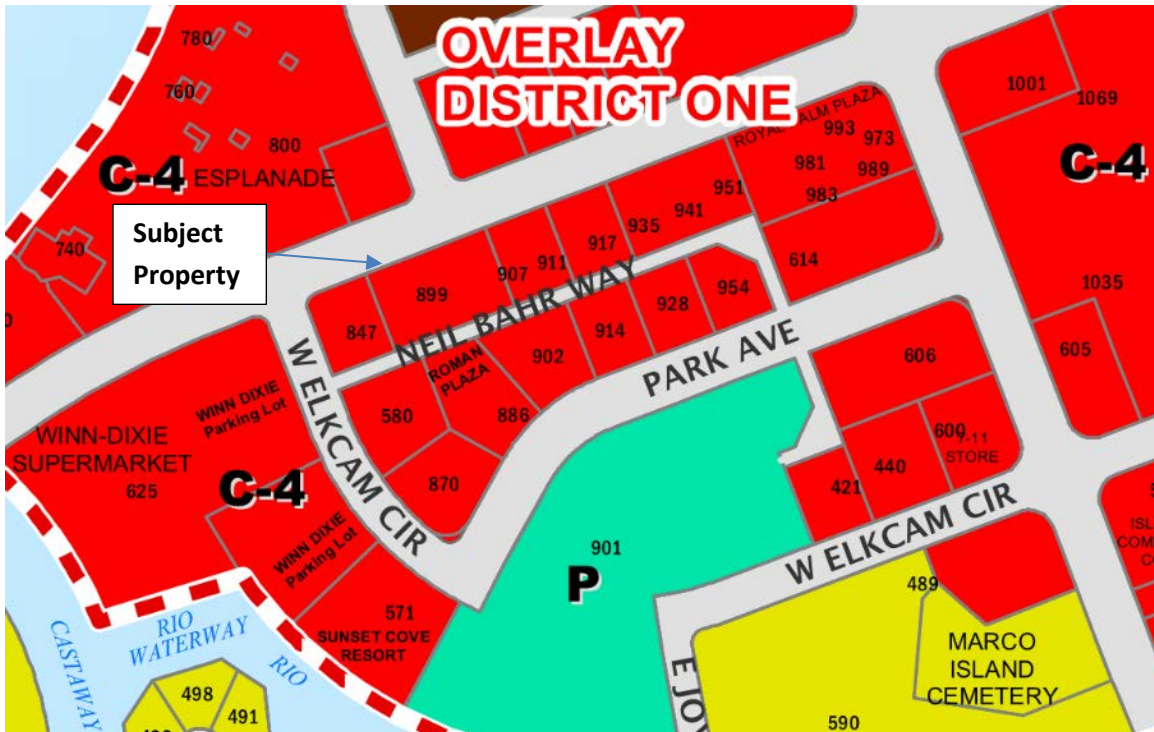 OVERLAY
DISTRICT ONE
780
760
800
C-4 ESPLANADE
740
Subject
Property
1001
1069
C-4
ROYAL PALM PLAZA
993
973
981
989
983
951
941
935
917
911
907
899
847
614
1035
605
NEIL BAHR WAY
954
928
914
902
ROMAN
PLAZA
886
580
870
PARK AVE
606
600
7-11
STORE
440
421
W ELKCAM CIR
WINN DIXIE
Parking Lot
WINN-DIXIE
SUPERMARKET
625
C-4
WINN DIXIE
Parking Lot
571
SUNSET COVE
RESORT
901
P
W ELKCAM CIR
489
MARCO
ISLAND
CEMETERY
590
RIO
WATERWAY
RIO
CASTAWAY
498
491